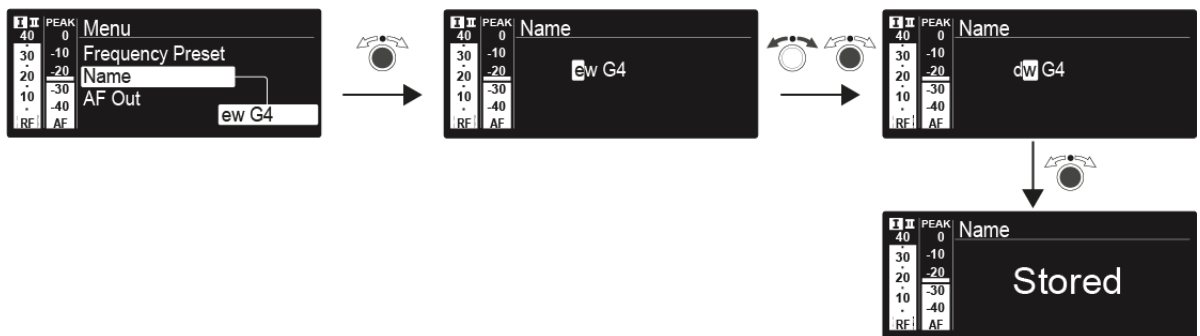 I II PEAK Menu
40 0
30 -10 Frequency Preset
20 -20 Name
10 -30 AF Out
-40 ew G4
RF AF
I II PEAK Name
40 0
30 -10
20 -20 ew G4
10 -30
-40
RF AF
I II PEAK Name
40 0
30 -10
20 -20 dw G4
10 -30
-40
RF AF
I II PEAK Name
40 0
30 -10
20 -20 Stored
10 -30
-40
RF AF